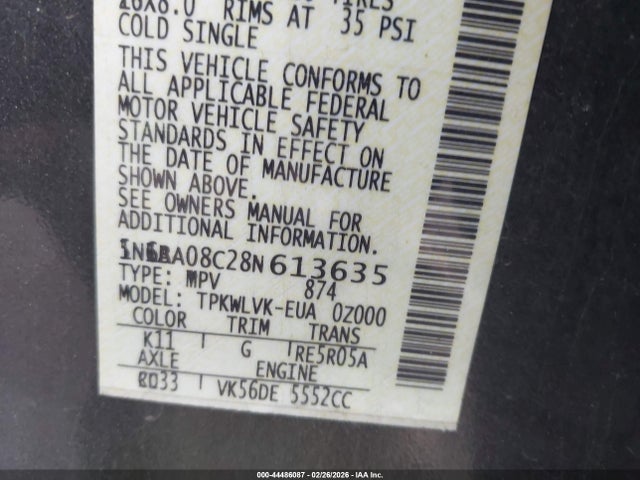 RIMS AT 35 PSI
COLD SINGLE
THIS VEHICLE CONFORMS TO
ALL APPLICABLE FEDERAL
MOTOR VEHICLE SAFETY
STANDARDS IN EFFECT ON
THE DATE OF MANUFACTURE
SHOWN ABOVE.
SEE OWNERS MANUAL FOR
ADDITIONAL INFORMATION.
A08C28N613635
TYPE: MPV 874
MODEL: TPKWLVK-EUA 0Z000
COLOR TRIM TRANS
K11 G RE5R05A
AXLE ENGINE
33 VK56DE 5552CC
000-44486087 - 02/26/2026 - IAA Inc.